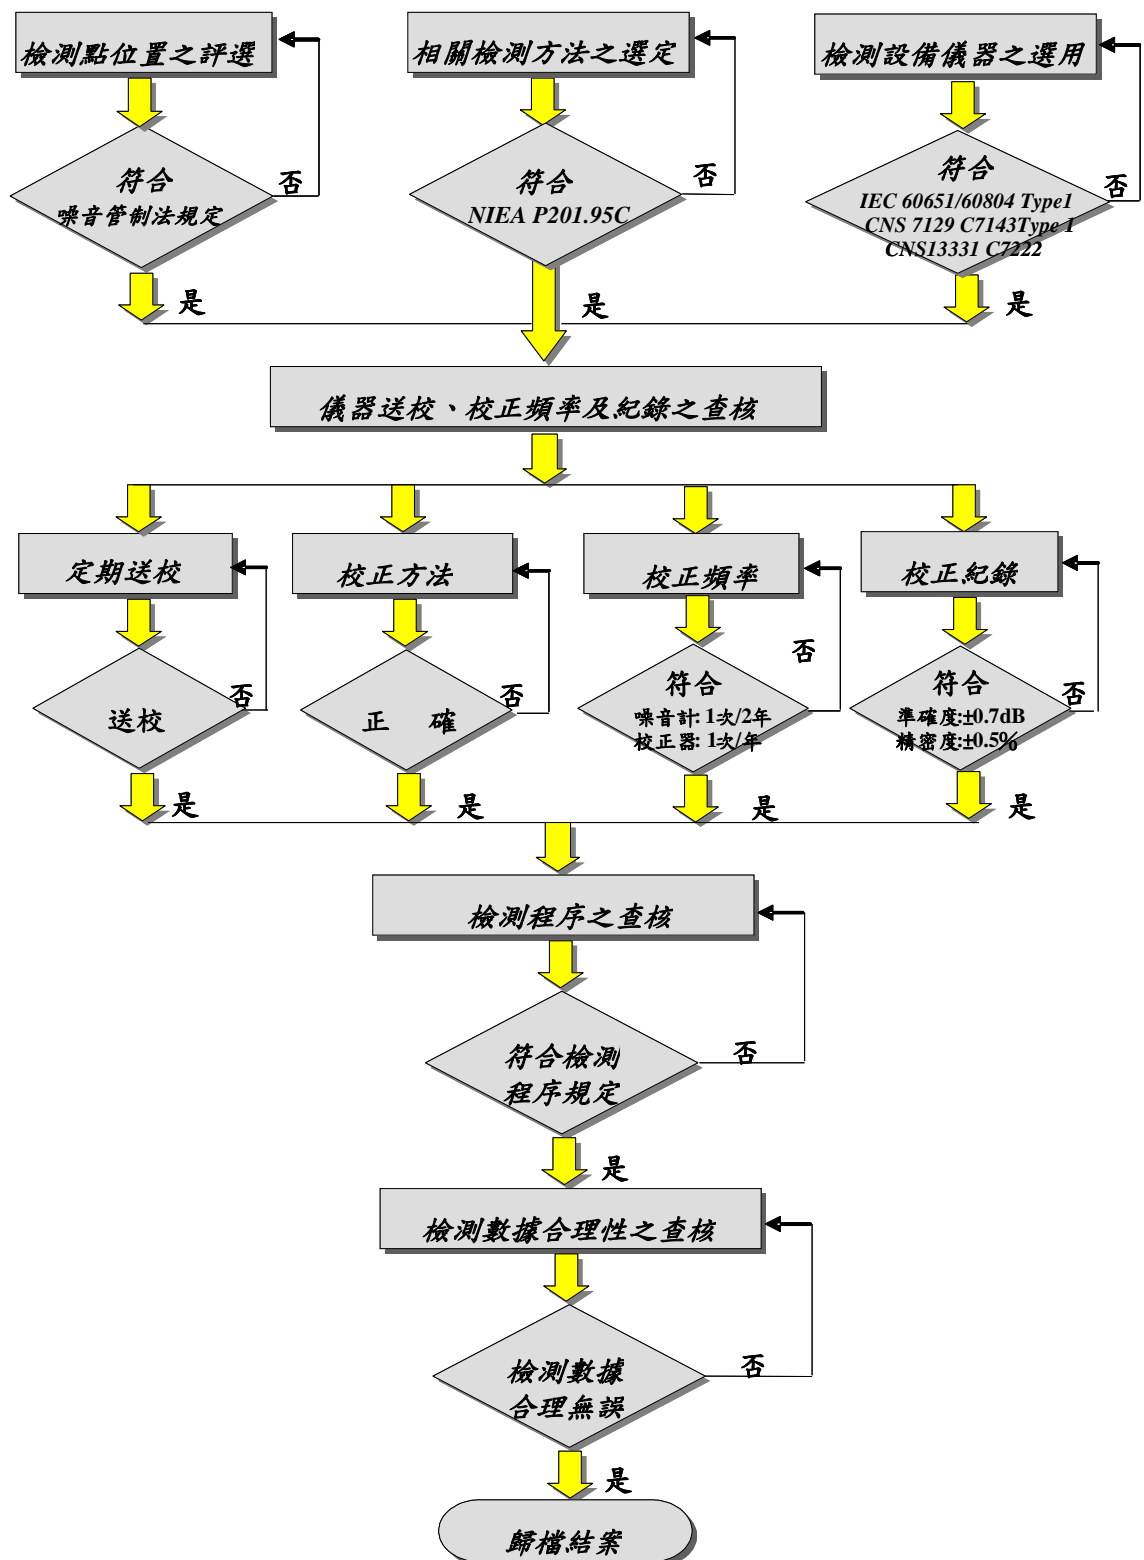 檢測點位置之評選
相關檢測方法之選定
檢測設備儀器之選用
符合
噪音管制法規定
否
符合
NIEA P201.95C
否
符合
IEC 60651/60804 Type1
CNS 7129 C7143Type 1
CNS13331 C7222
否
是
是
是
儀器送校、校正頻率及紀錄之查核
定期送校
校正方法
校正頻率
校正紀錄
送校
否
正 確
否
符合
噪音計: 1次/2年
校正器: 1次/年
否
符合
準確度:±0.7dB
精密度:±0.5%
否
是
是
是
是
檢測程序之查核
符合檢測
程序規定
否
是
檢測數據合理性之查核
檢測數據
合理無誤
否
是
歸檔結案